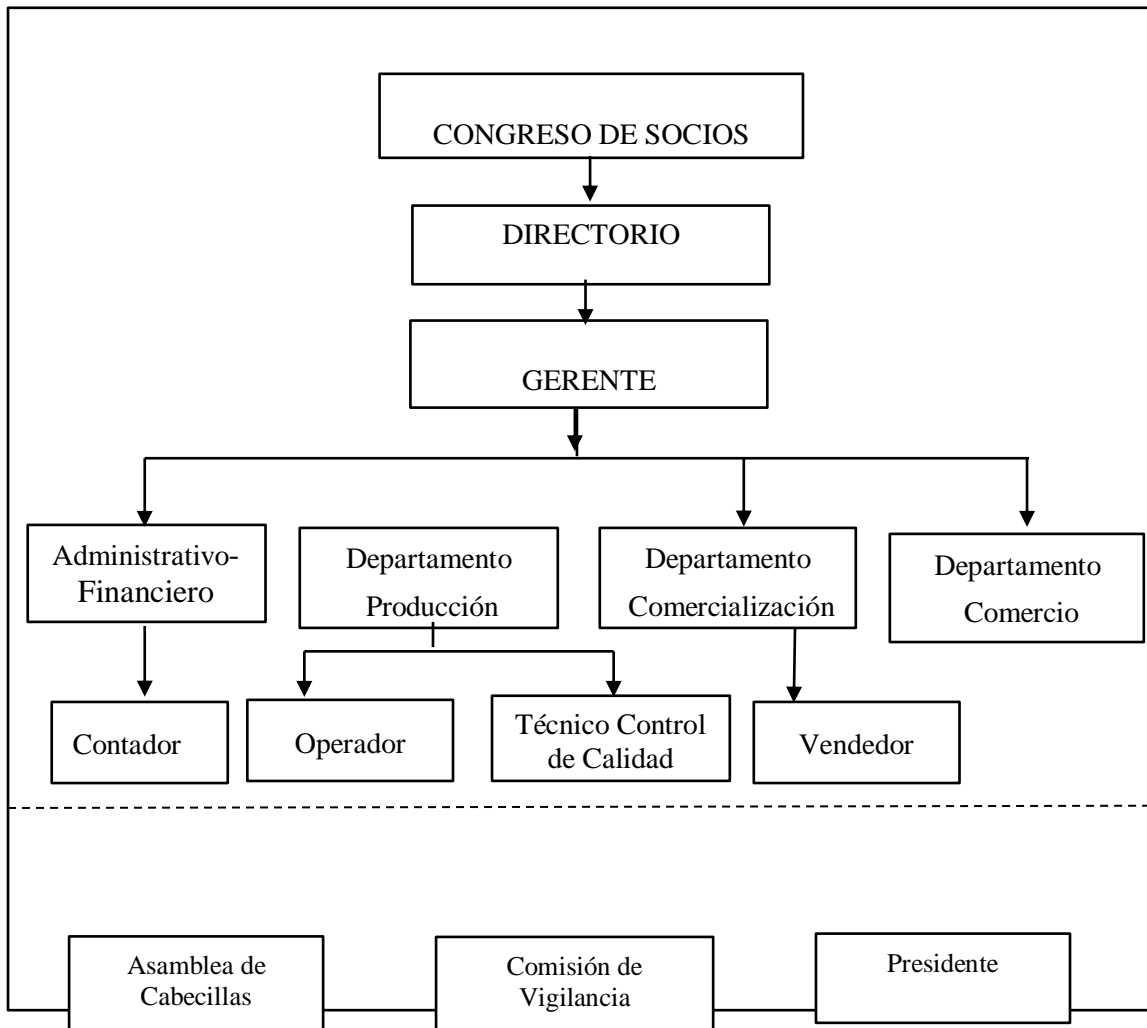 CONGRESO DE SOCIOS
DIRECTORIO
GERENTE
Administrativo-
Financiero
Departamento
Producción
Departamento
Comercialización
Departamento
Comercio
Contador
Operador
Técnico Control
de Calidad
Vendedor
Asamblea de
Cabecillas
Comisión de
Vigilancia
Presidente